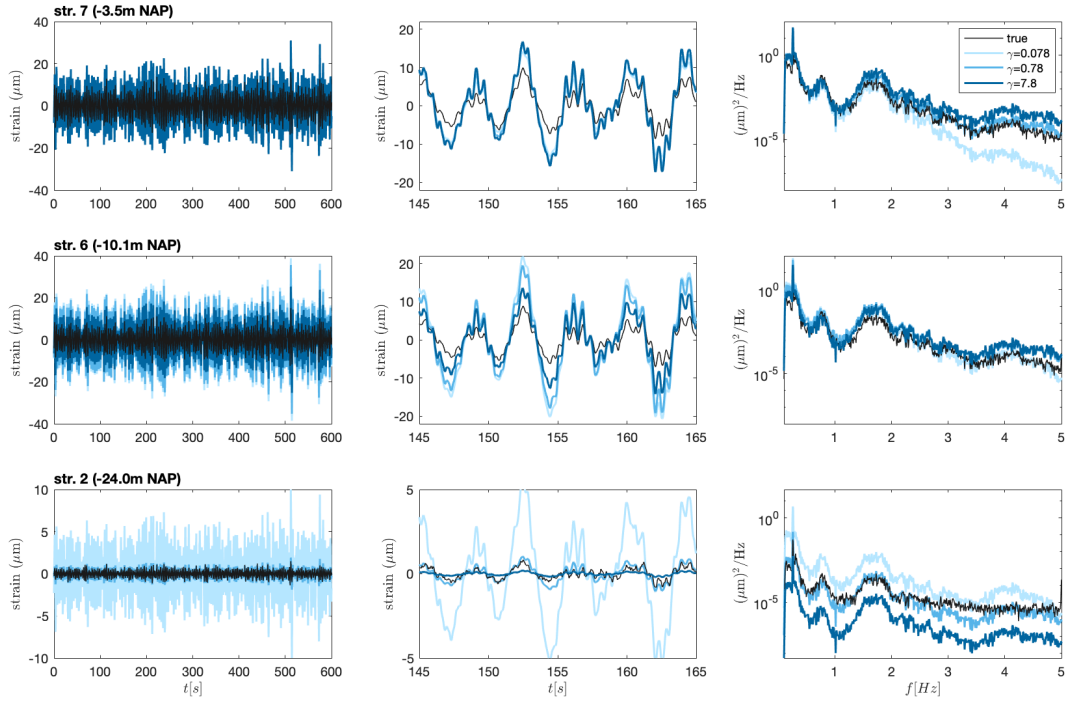 str. 7 (-3.5m NAP)
strain (μm)
40
20
0
-20
-40
0 100 200 300 400 500 600
strain (μm)
20
10
0
-10
-20
145 150 155 160 165
(μm)²/Hz
10⁰
10⁻⁵
1 2 3 4 5
true
γ=0.078
γ=0.78
γ=7.8
str. 6 (-10.1m NAP)
strain (μm)
40
20
0
-20
-40
0 100 200 300 400 500 600
strain (μm)
20
10
0
-10
-20
145 150 155 160 165
(μm)²/Hz
10⁰
10⁻⁵
1 2 3 4 5
str. 2 (-24.0m NAP)
strain (μm)
10
5
0
-5
-10
0 100 200 300 400 500 600
t[s]
strain (μm)
5
0
-5
145 150 155 160 165
t[s]
(μm)²/Hz
10⁰
10⁻⁵
1 2 3 4 5
f[Hz]